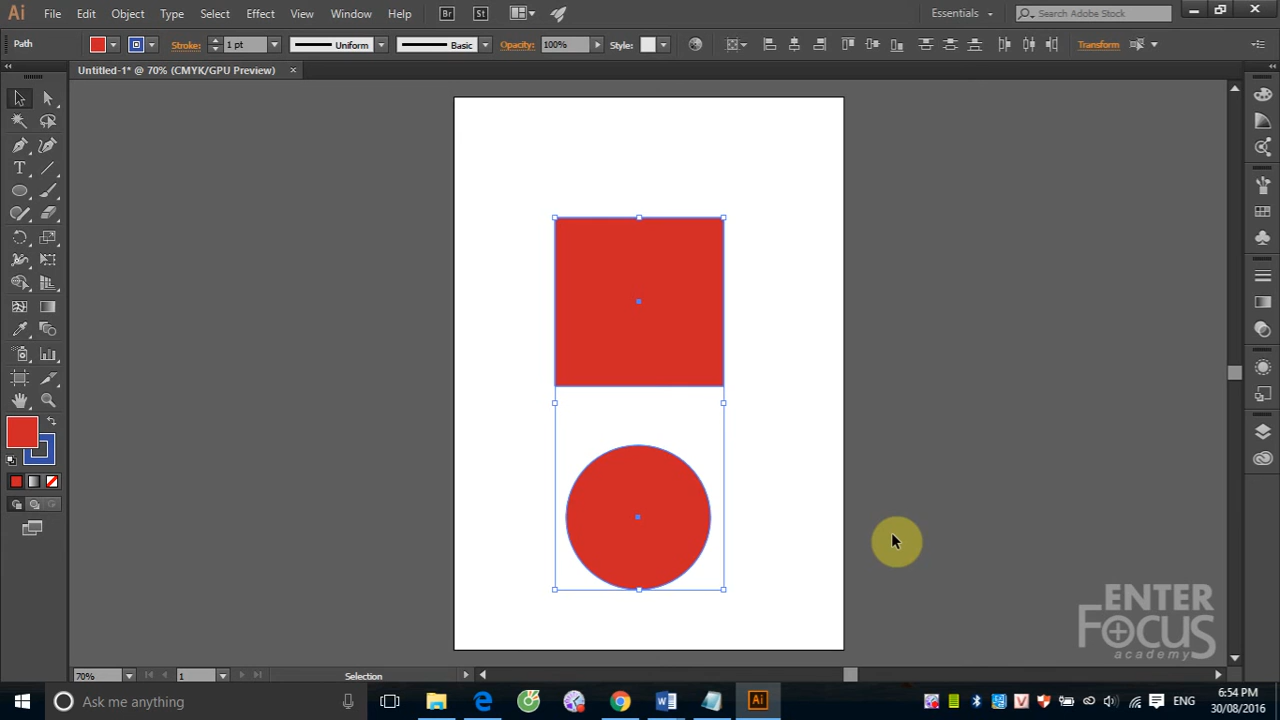 Ai File Edit Object Type Select Effect View Window Help Br St Essentials Search Adobe Stock
Path Stroke: 1 pt Uniform Basic Opacity: 100% Style: Transform
Untitled-1* @ 70% (CMYK/GPU Preview)
T
ENTER
FOCUS
academy
70% 1 Selection
Ask me anything Ai ENG 6:54 PM
30/08/2016